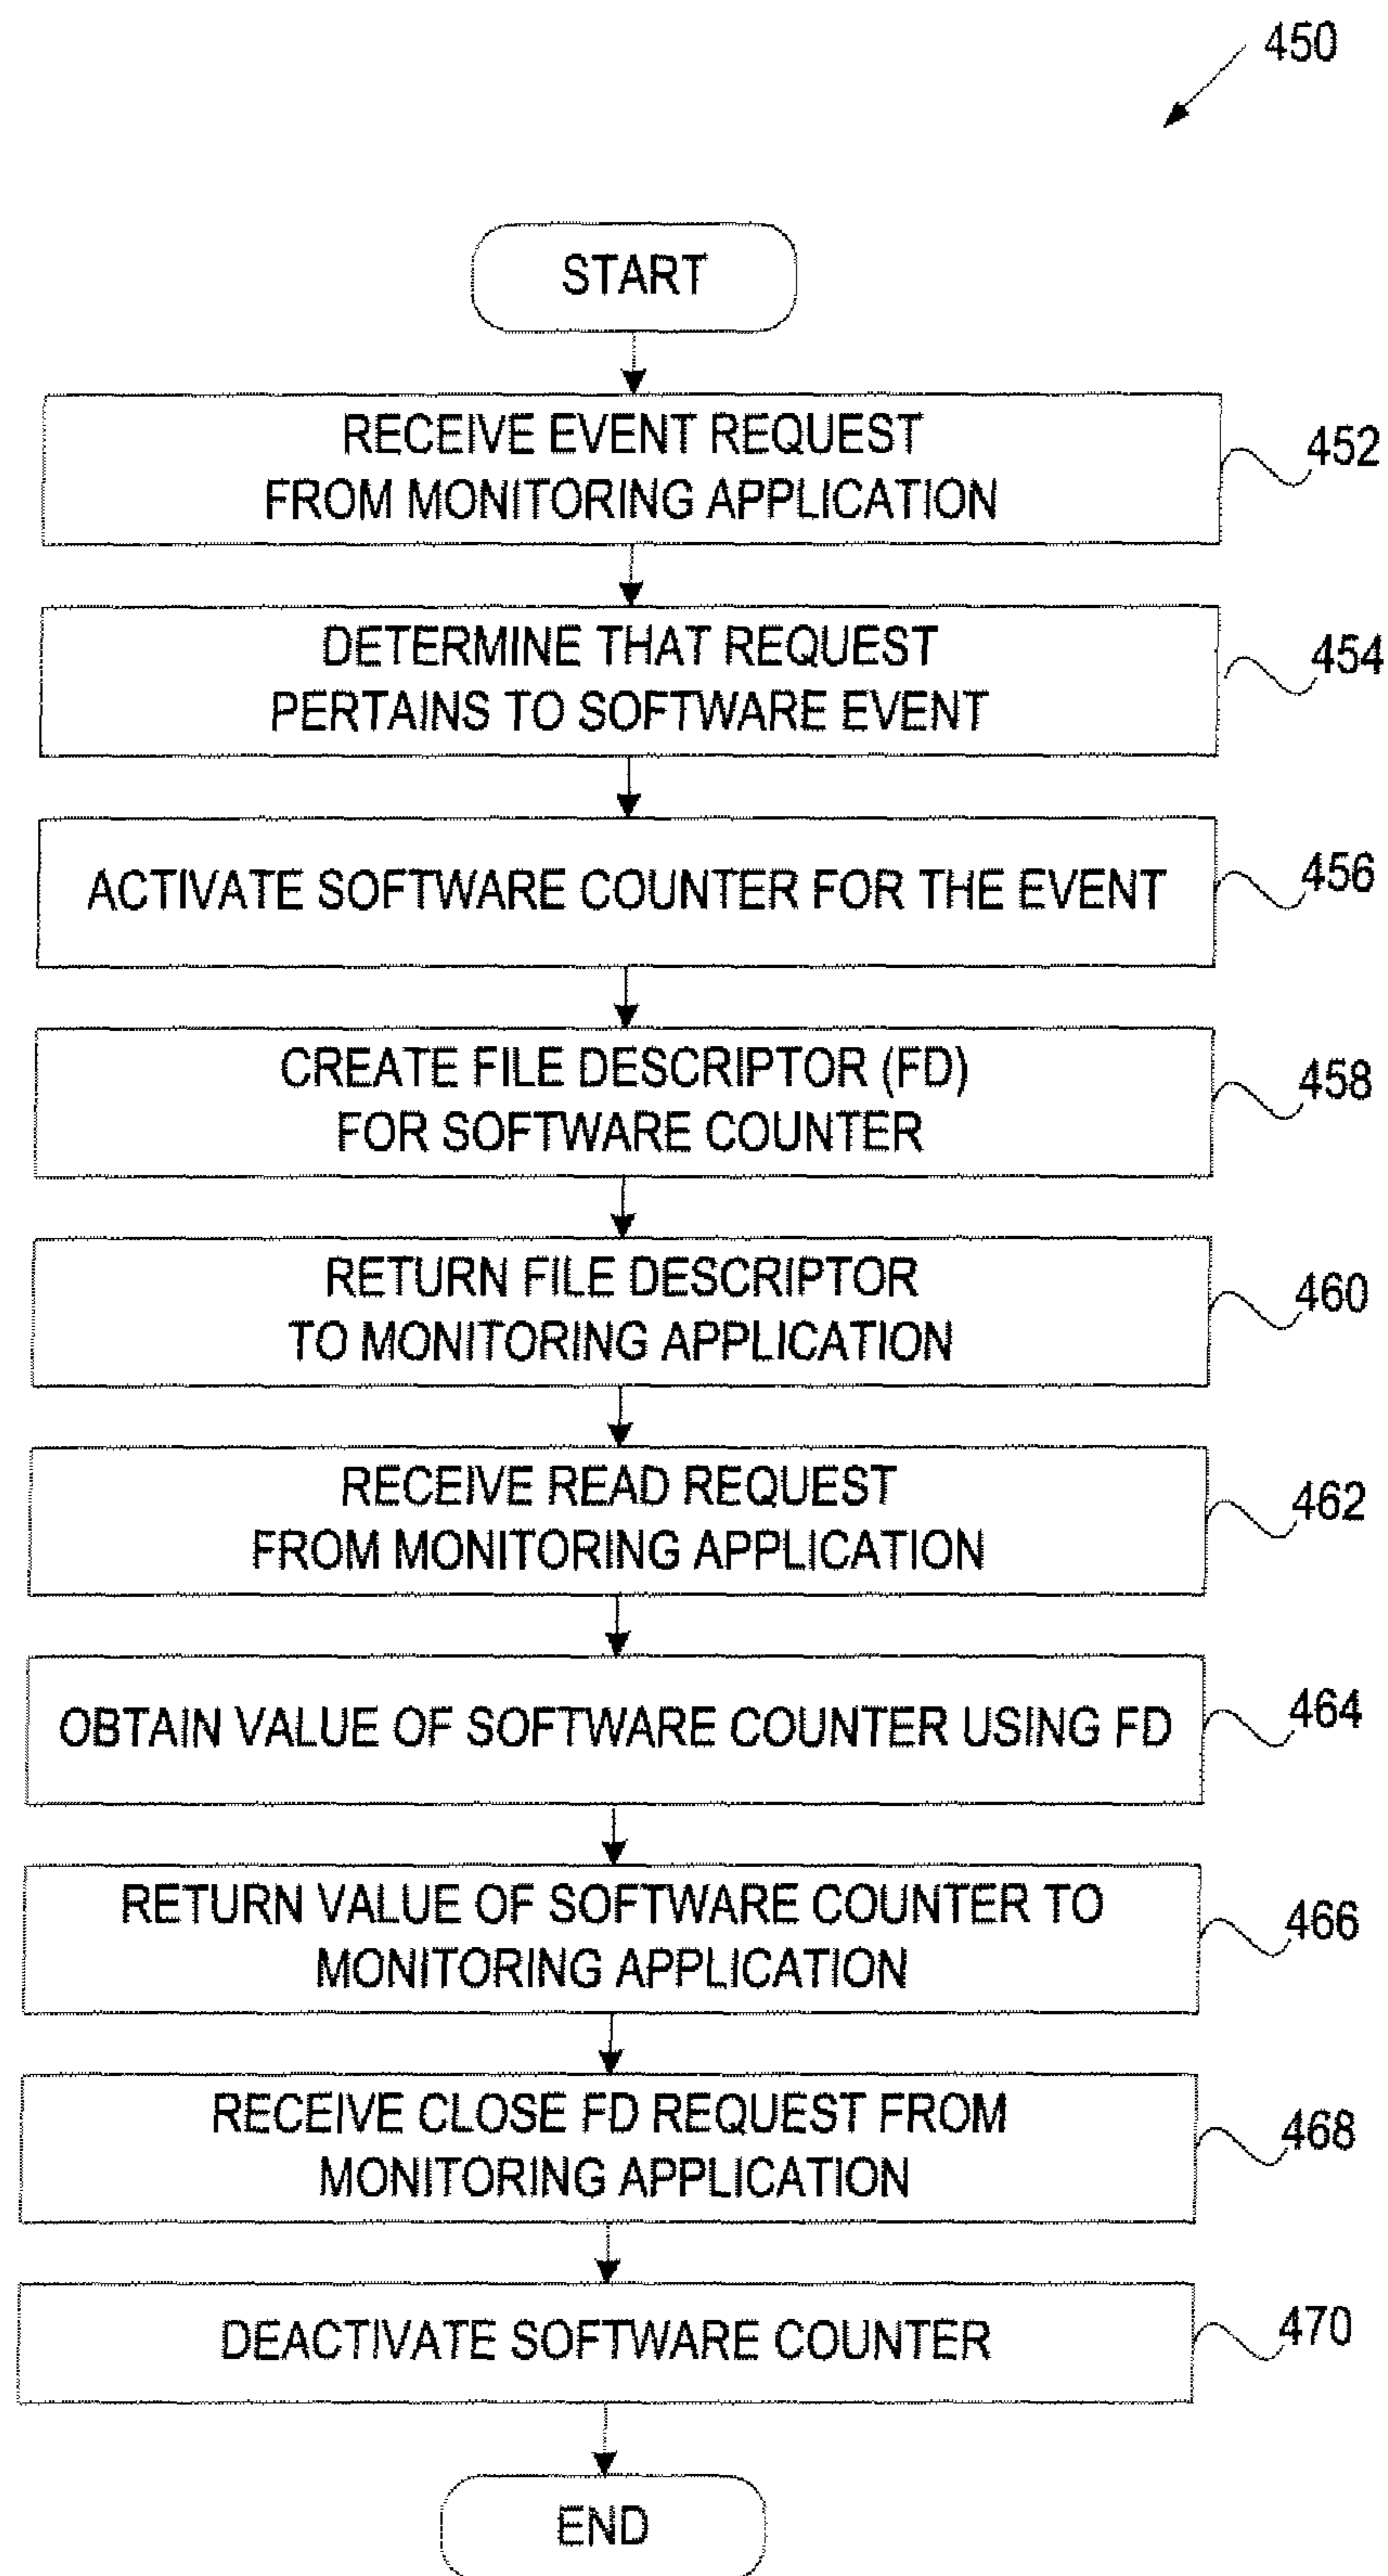 450
START
RECEIVE EVENT REQUEST
FROM MONITORING APPLICATION
452
DETERMINE THAT REQUEST
PERTAINS TO SOFTWARE EVENT
454
ACTIVATE SOFTWARE COUNTER FOR THE EVENT
456
CREATE FILE DESCRIPTOR (FD)
FOR SOFTWARE COUNTER
458
RETURN FILE DESCRIPTOR
TO MONITORING APPLICATION
460
RECEIVE READ REQUEST
FROM MONITORING APPLICATION
462
OBTAIN VALUE OF SOFTWARE COUNTER USING FD
464
RETURN VALUE OF SOFTWARE COUNTER TO
MONITORING APPLICATION
466
RECEIVE CLOSE FD REQUEST FROM
MONITORING APPLICATION
468
DEACTIVATE SOFTWARE COUNTER
470
END